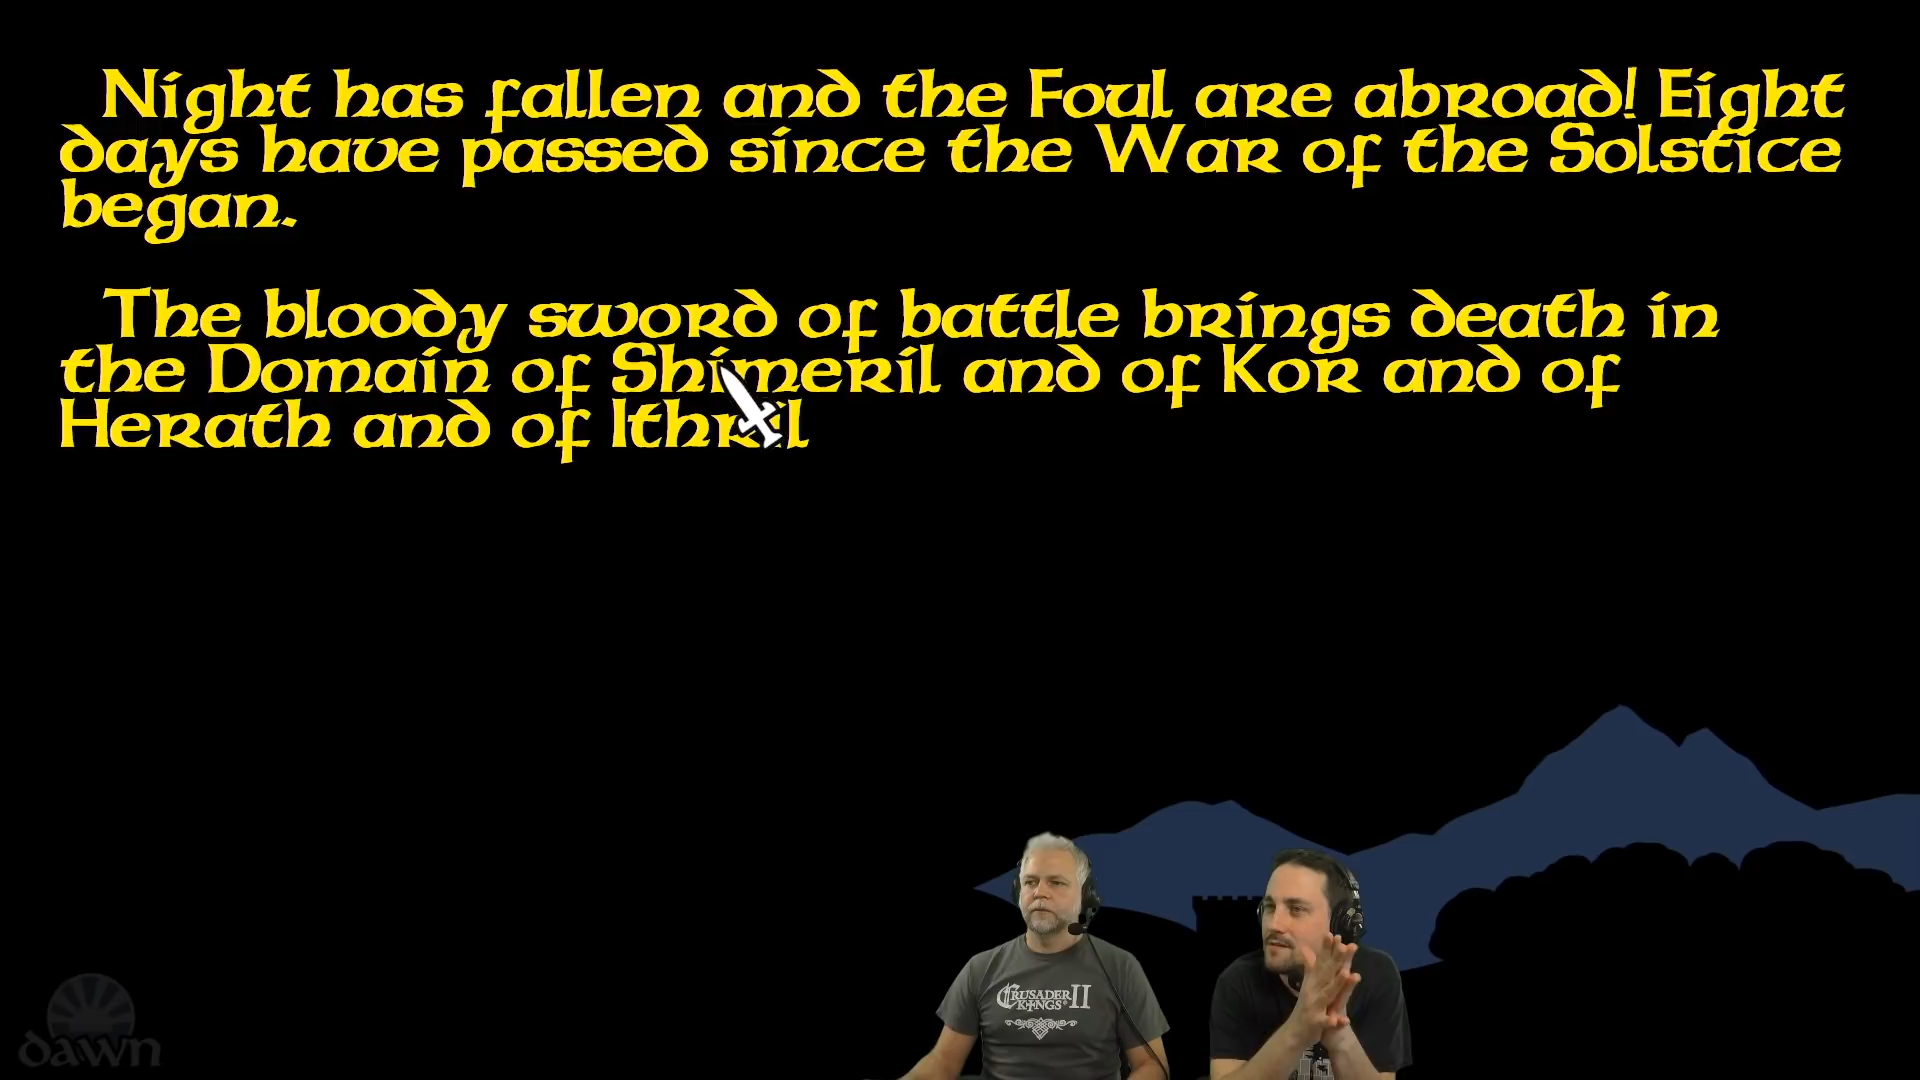 Night has fallen and the Foul are abroad! Eight
days have passed since the War of the Solstice
began.
The bloody sword of battle brings death in
the Domain of Shimeril and of Kor and of
Herath and of Ithril
CRUSADER
KINGS II
dawn